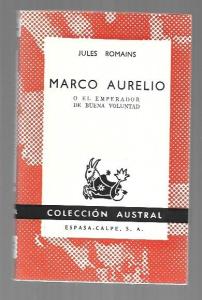 JULES ROMAINS
MARCO AURELIO
O EL EMPERADOR
DE BUENA VOLUNTAD
COLECCIÓN AUSTRAL
ESPASA-CALPE, S. A.